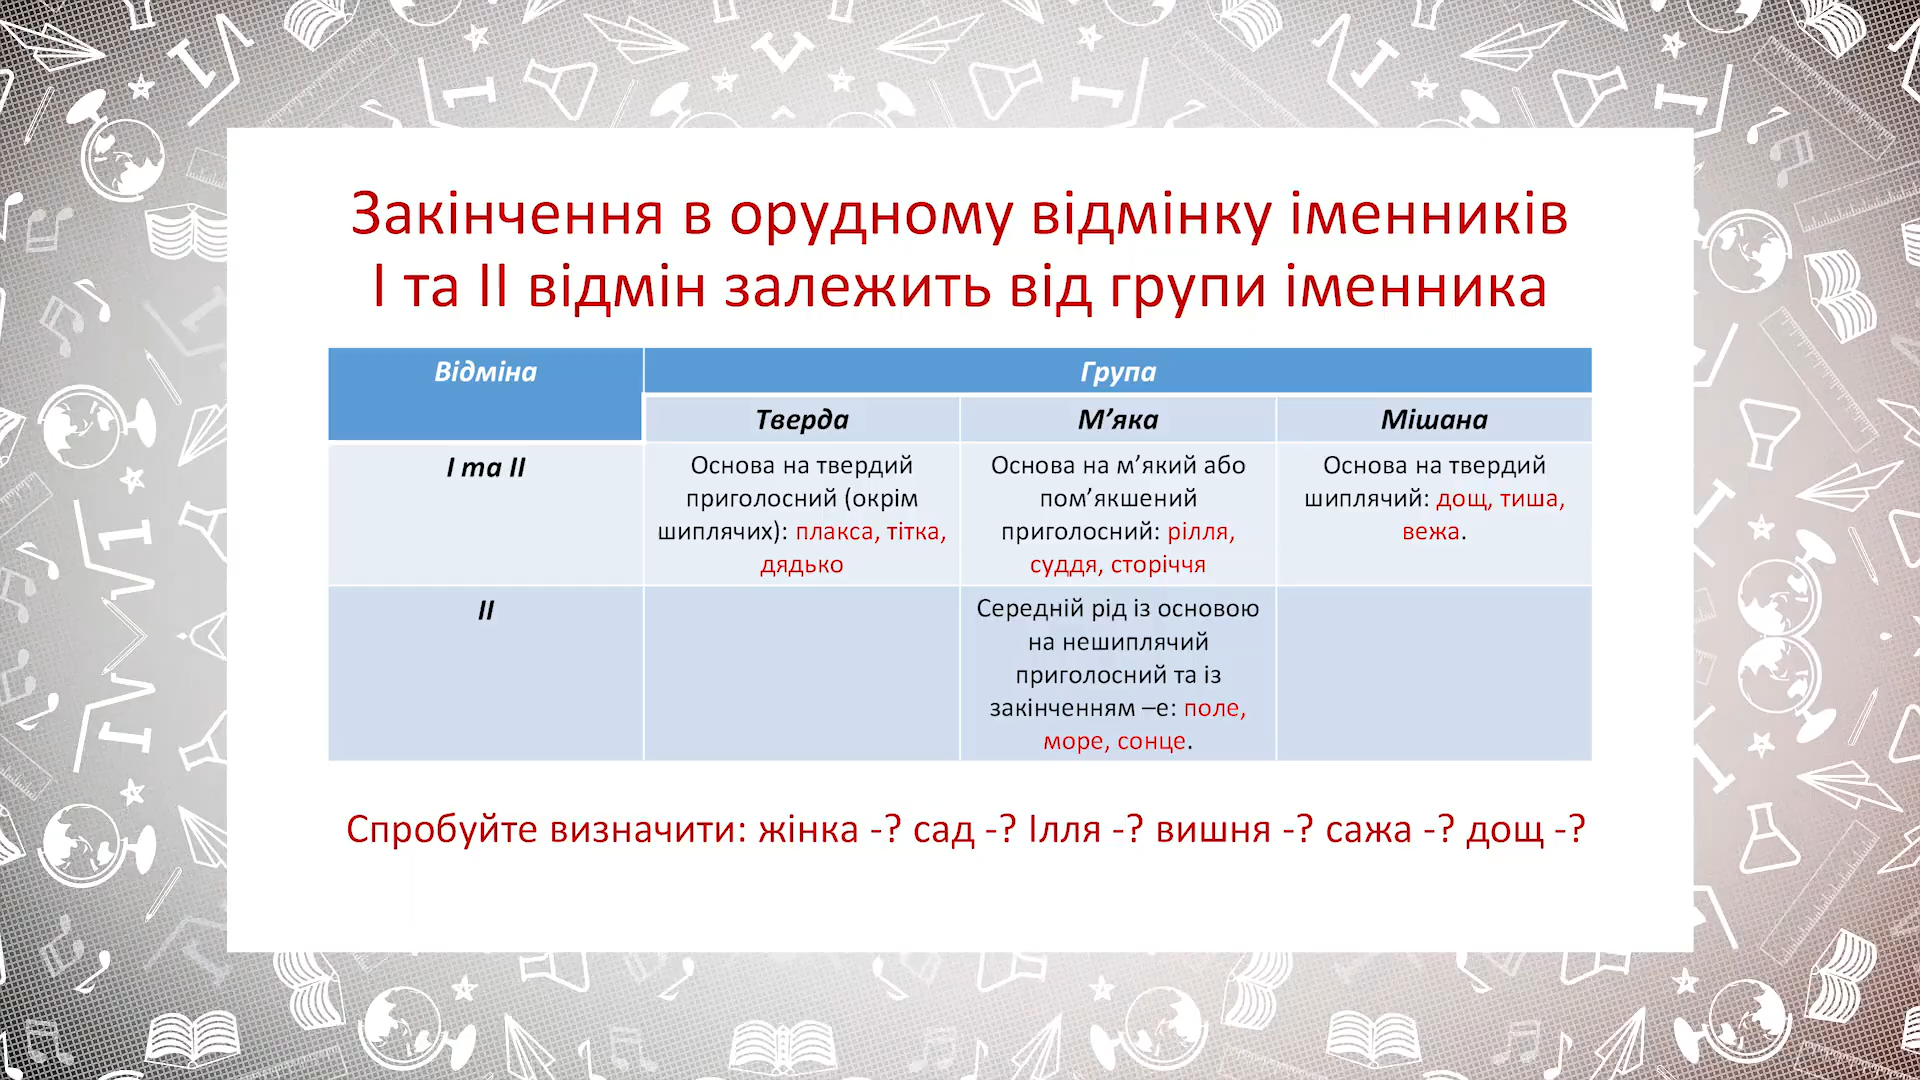 Закінчення в орудному відмінку іменників
І та ІІ відмін залежить від групи іменника
Відміна
Група
Тверда
М’яка
Мішана
І та ІІ
Основа на твердий
приголосний (окрім
шиплячих): плакса, тітка,
дядько
Основа на м’який або
пом’якшений
приголосний: рілля,
суддя, сторіччя
Основа на твердий
шиплячий: дощ, тиша,
вежа.
ІІ
Середній рід із основою
на нешиплячий
приголосний та із
закінченням –е: поле,
море, сонце.
Спробуйте визначити: жінка -? сад -? Ілля -? вишня -? сажа -? дощ -?